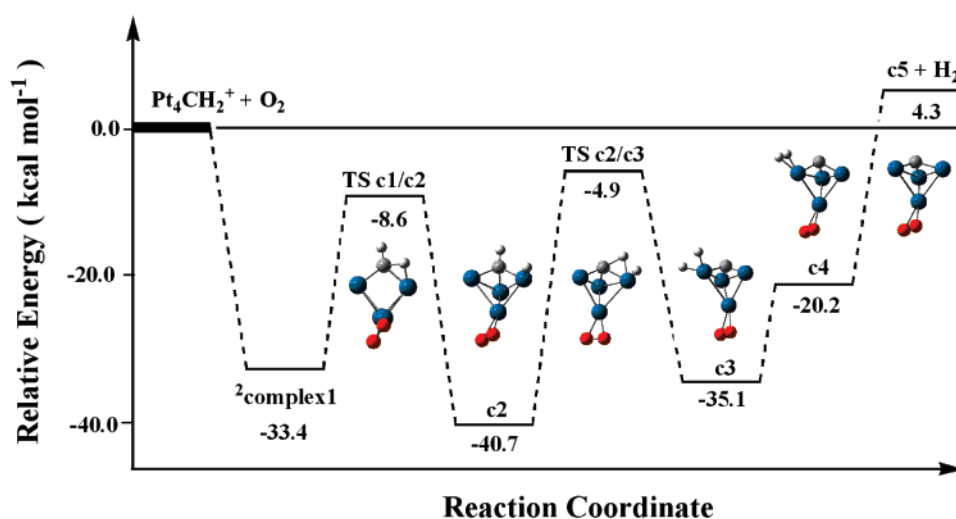 c5 + H₂
4.3
Pt₄CH₂⁺ + O₂
0.0
TS c1/c2
-8.6
TS c2/c3
-4.9
-20.0
c4
-20.2
²complex1
-33.4
c2
-40.7
c3
-35.1
-40.0
Relative Energy ( kcal mol⁻¹ )
Reaction Coordinate